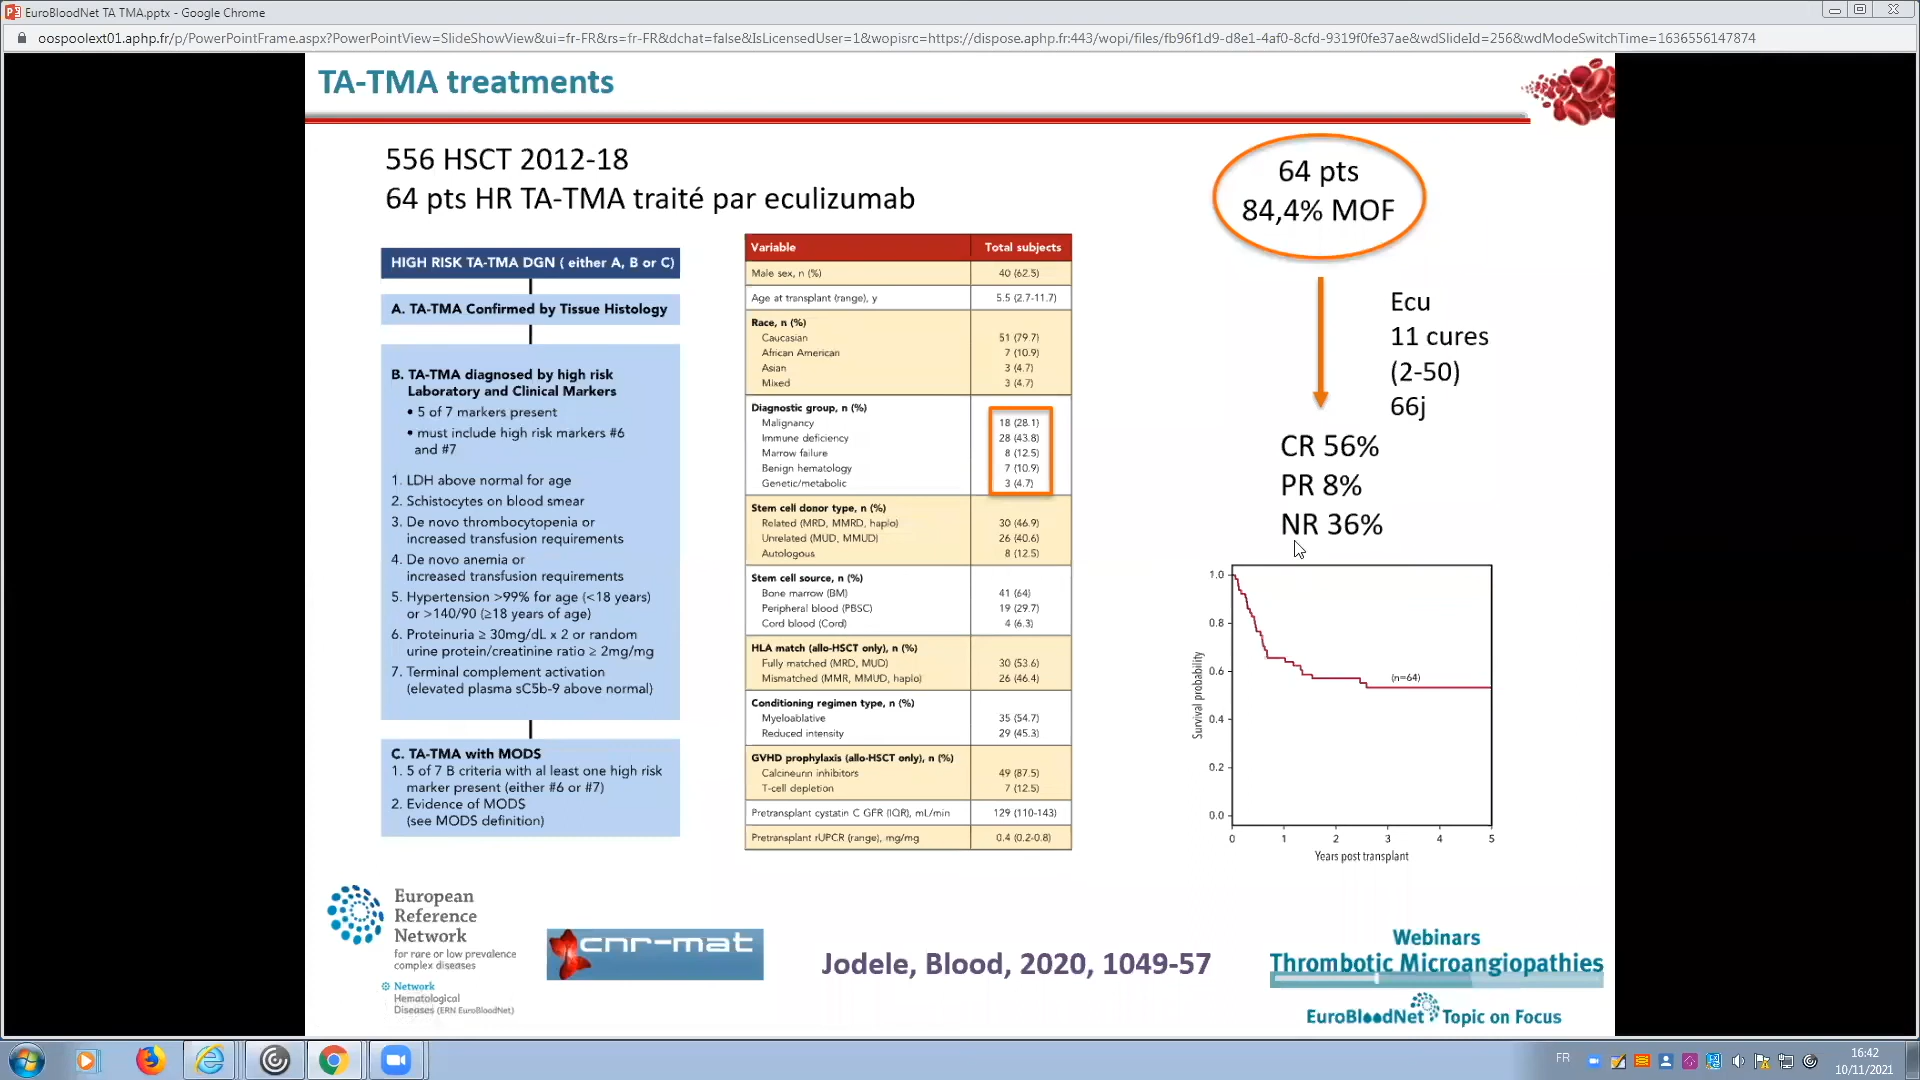 EuroBloodNet TA TMA.pptx - Google Chrome
oospoolext01.aphp.fr/p/PowerPointFrame.aspx?PowerPointView=SlideShowView&ui=fr-FR&rs=fr-FR&dchat=false&IsLicensedUser=1&wopisrc=https://dispose.aphp.fr:443/wopi/files/fb96f1d9-d8e1-4af0-8cfd-9319f0fe37ae&wdSlideId=256&wdModeSwitchTime=1636556147874
TA-TMA treatments
556 HSCT 2012-18
64 pts HR TA-TMA traité par eculizumab
HIGH RISK TA-TMA DGN ( either A, B or C)
A. TA-TMA Confirmed by Tissue Histology
B. TA-TMA diagnosed by high risk
Laboratory and Clinical Markers
• 5 of 7 markers present
• must include high risk markers #6
and #7
1. LDH above normal for age
2. Schistocytes on blood smear
3. De novo thrombocytopenia or
increased transfusion requirements
4. De novo anemia or
increased transfusion requirements
5. Hypertension >99% for age (<18 years)
or >140/90 (≥18 years of age)
6. Proteinuria ≥ 30mg/dL x 2 or random
urine protein/creatinine ratio ≥ 2mg/mg
7. Terminal complement activation
(elevated plasma sC5b-9 above normal)
C. TA-TMA with MODS
1. 5 of 7 B criteria with al least one high risk
marker present (either #6 or #7)
2. Evidence of MODS
(see MODS definition)
Variable Total subjects
Male sex, n (%) 40 (62.5)
Age at transplant (range), y 5.5 (2.7-11.7)
Race, n (%)
Caucasian 51 (79.7)
African American 7 (10.9)
Asian 3 (4.7)
Mixed 3 (4.7)
Diagnostic group, n (%)
Malignancy 18 (28.1)
Immune deficiency 28 (43.8)
Marrow failure 8 (12.5)
Benign hematology 7 (10.9)
Genetic/metabolic 3 (4.7)
Stem cell donor type, n (%)
Related (MRD, MMRD, haplo) 30 (46.9)
Unrelated (MUD, MMUD) 26 (40.6)
Autologous 8 (12.5)
Stem cell source, n (%)
Bone marrow (BM) 41 (64)
Peripheral blood (PBSC) 19 (29.7)
Cord blood (Cord) 4 (6.3)
HLA match (allo-HSCT only), n (%)
Fully matched (MRD, MUD) 30 (53.6)
Mismatched (MMR, MMUD, haplo) 26 (46.4)
Conditioning regimen type, n (%)
Myeloablative 35 (54.7)
Reduced intensity 29 (45.3)
GVHD prophylaxis (allo-HSCT only), n (%)
Calcineurin inhibitors 49 (87.5)
T-cell depletion 7 (12.5)
Pretransplant cystatin C GFR (IQR), mL/min 129 (110-143)
Pretransplant rUPCR (range), mg/mg 0.4 (0.2-0.8)
64 pts
84,4% MOF
Ecu
11 cures
(2-50)
66j
CR 56%
PR 8%
NR 36%
1.0
0.8
0.6
0.4
0.2
0.0
Survival probability
(n=64)
0 1 2 3 4 5
Years post transplant
European
Reference
Network
for rare or low prevalence
complex diseases
Network
Hematological
Diseases (ERN EuroBloodNet)
cnr-mat
Jodele, Blood, 2020, 1049-57
Webinars
Thrombotic Microangiopathies
EuroBloodNet Topic on Focus
FR
16:42
10/11/2021